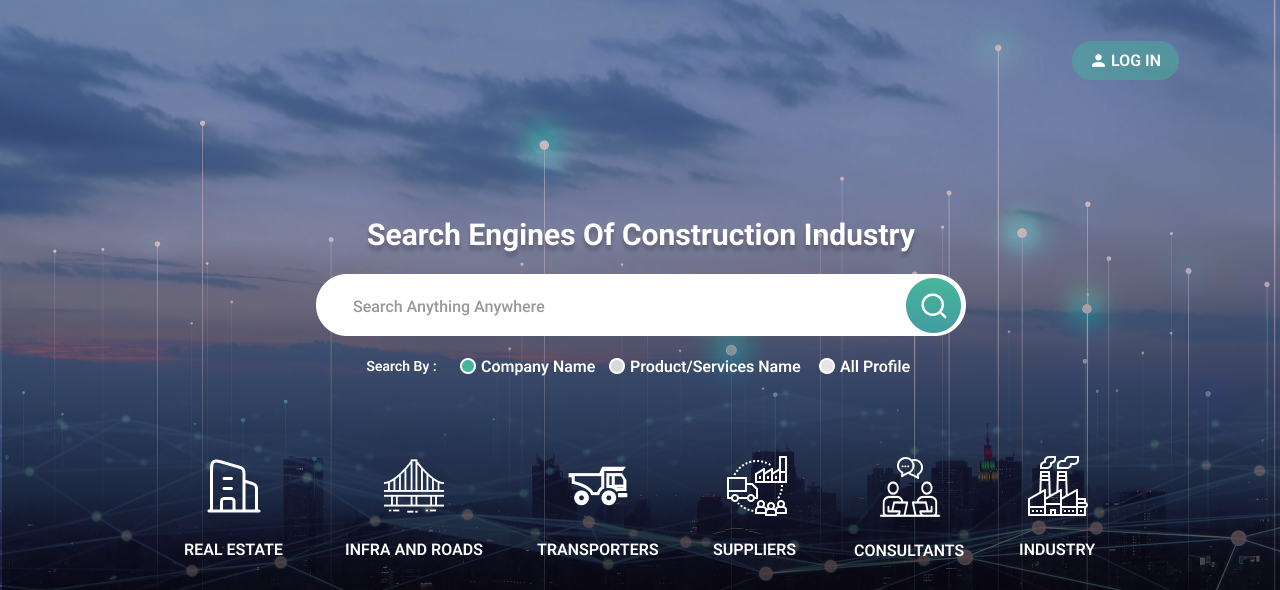 LOG IN
Search Engines Of Construction Industry
Search Anything Anywhere
Search By : Company Name Product/Services Name All Profile
REAL ESTATE INFRA AND ROADS TRANSPORTERS SUPPLIERS CONSULTANTS INDUSTRY